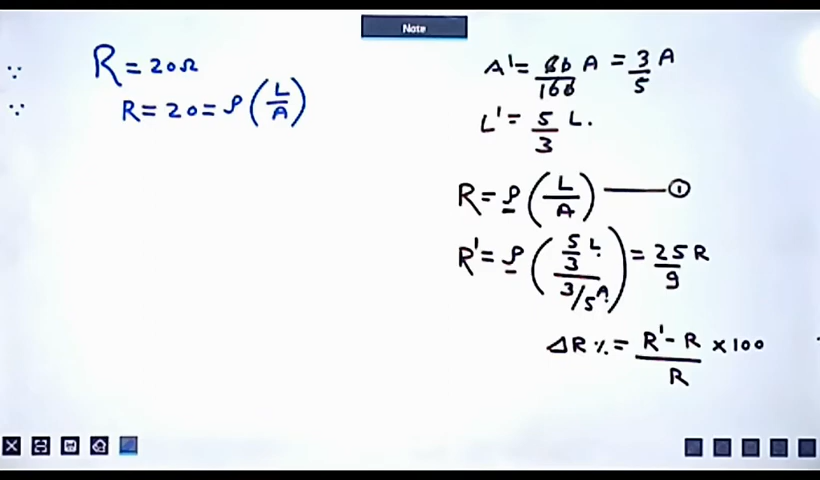 Note
∵ R = 20Ω
∵ R = 20 = ρ (L/A)
A' = 60/100 A = 3/5 A
L' = 5/3 L.
R = ρ (L/A) —— ①
R' = ρ (5/3 L / 3/5 A) = 25/9 R
ΔR % = R' - R / R × 100